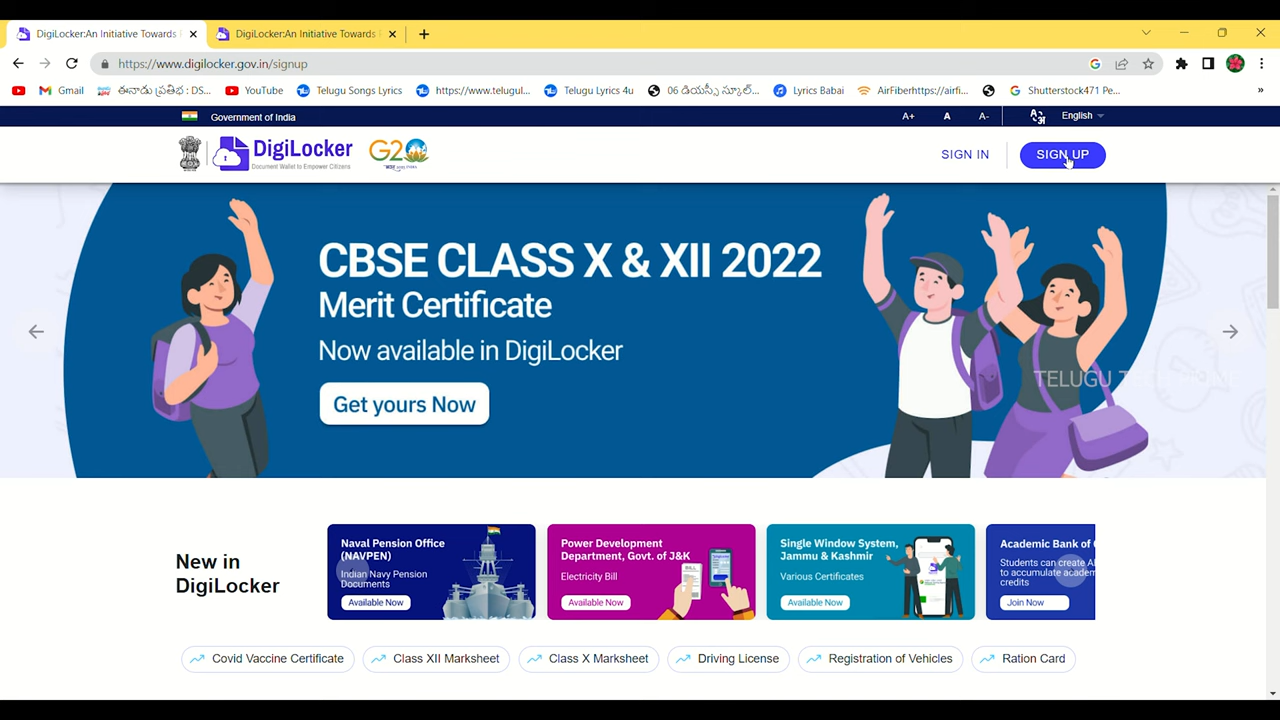 DigiLocker:An Initiative Towards
DigiLocker:An Initiative Towards
https://www.digilocker.gov.in/signup
Gmail
ఈనాడు ప్రతిభ : DS...
YouTube
Telugu Songs Lyrics
https://www.telugul...
Telugu Lyrics 4u
06 డియస్సీ స్కూల్...
Lyrics Babai
AirFiberhttps://airfi...
Shutterstock471 Pe...
Government of India
A+
A
A-
English
DigiLocker
Document Wallet to Empower Citizens
G20
SIGN IN
SIGN UP
CBSE CLASS X & XII 2022
Merit Certificate
Now available in DigiLocker
Get yours Now
New in
DigiLocker
Naval Pension Office
(NAVPEN)
Indian Navy Pension
Documents
Available Now
Power Development
Department, Govt. of J&K
Electricity Bill
BILL
Available Now
Single Window System,
Jammu & Kashmir
Various Certificates
Available Now
Academic Bank of
Students can create
to accumulate academ
credits
Join Now
Covid Vaccine Certificate
Class XII Marksheet
Class X Marksheet
Driving License
Registration of Vehicles
Ration Card